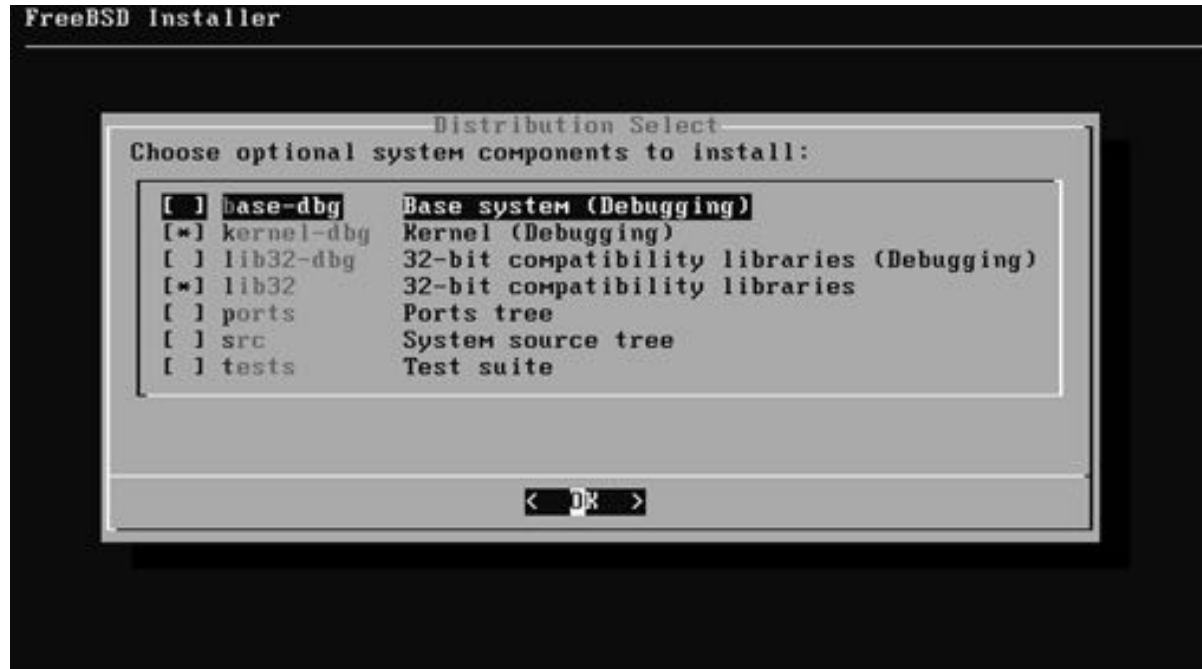 FreeBSD Installer
Distribution Select
Choose optional system components to install:
[ ] base-dbg Base system (Debugging)
[*] kernel-dbg Kernel (Debugging)
[ ] lib32-dbg 32-bit compatibility libraries (Debugging)
[*] lib32 32-bit compatibility libraries
[ ] ports Ports tree
[ ] src System source tree
[ ] tests Test suite
< OK >